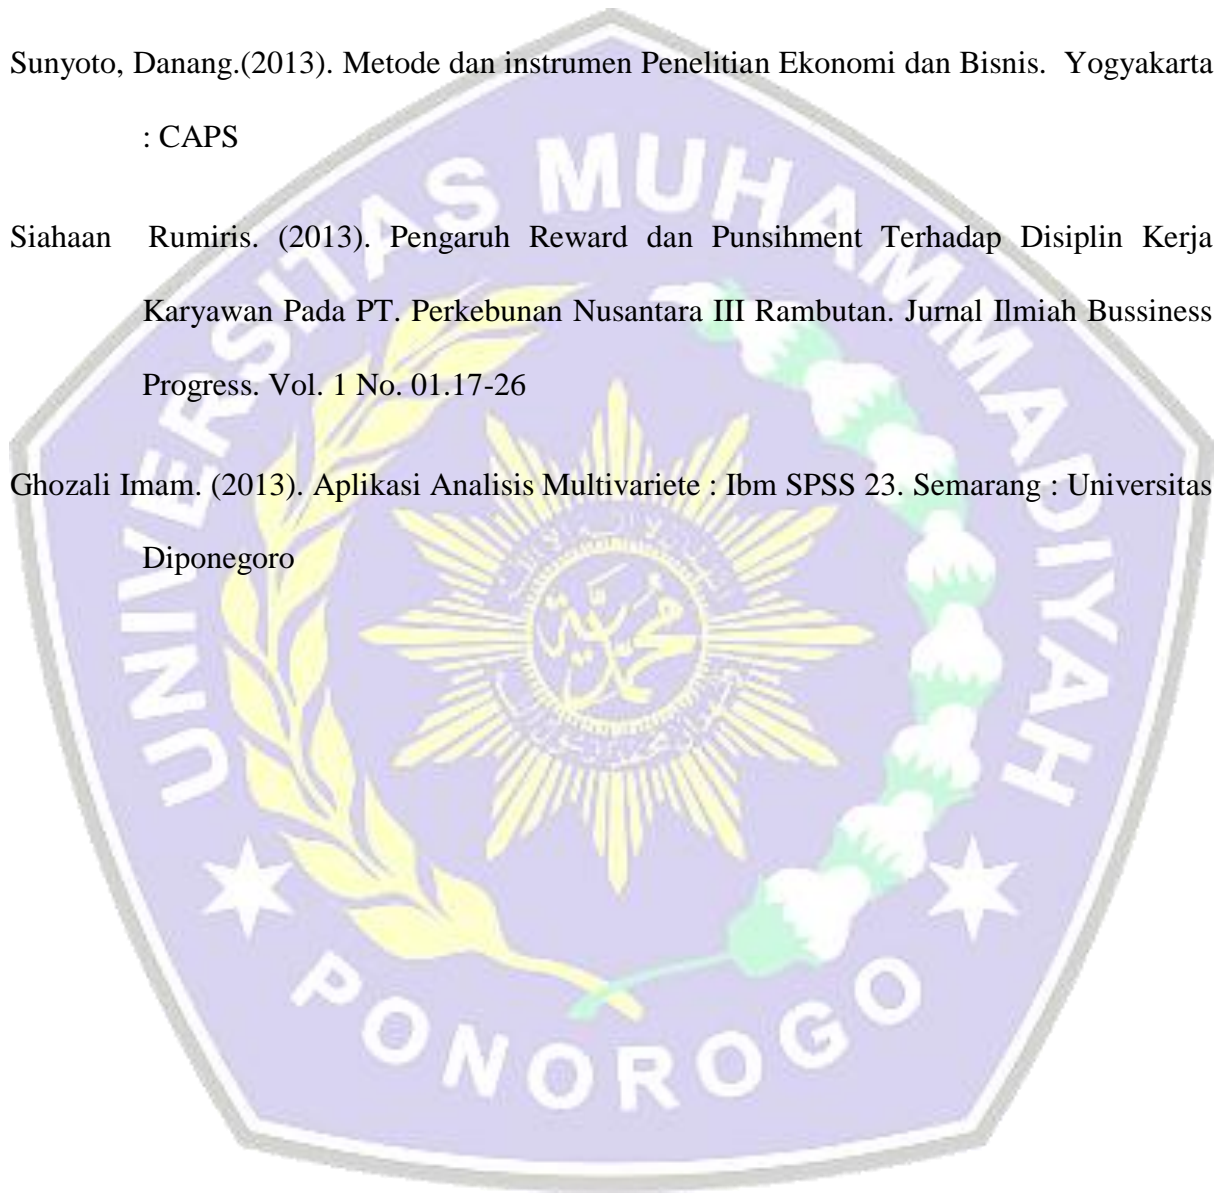 Sunyoto, Danang.(2013). Metode dan instrumen Penelitian Ekonomi dan Bisnis. Yogyakarta
: CAPS
Siahaan Rumiris. (2013). Pengaruh Reward dan Punsihment Terhadap Disiplin Kerja
Karyawan Pada PT. Perkebunan Nusantara III Rambutan. Jurnal Ilmiah Bussiness
Progress. Vol. 1 No. 01.17-26
Ghozali Imam. (2013). Aplikasi Analisis Multivariete : Ibm SPSS 23. Semarang : Universitas
Diponegoro
UNIVERSITAS MUHAMMADIYAH
PONOROGO